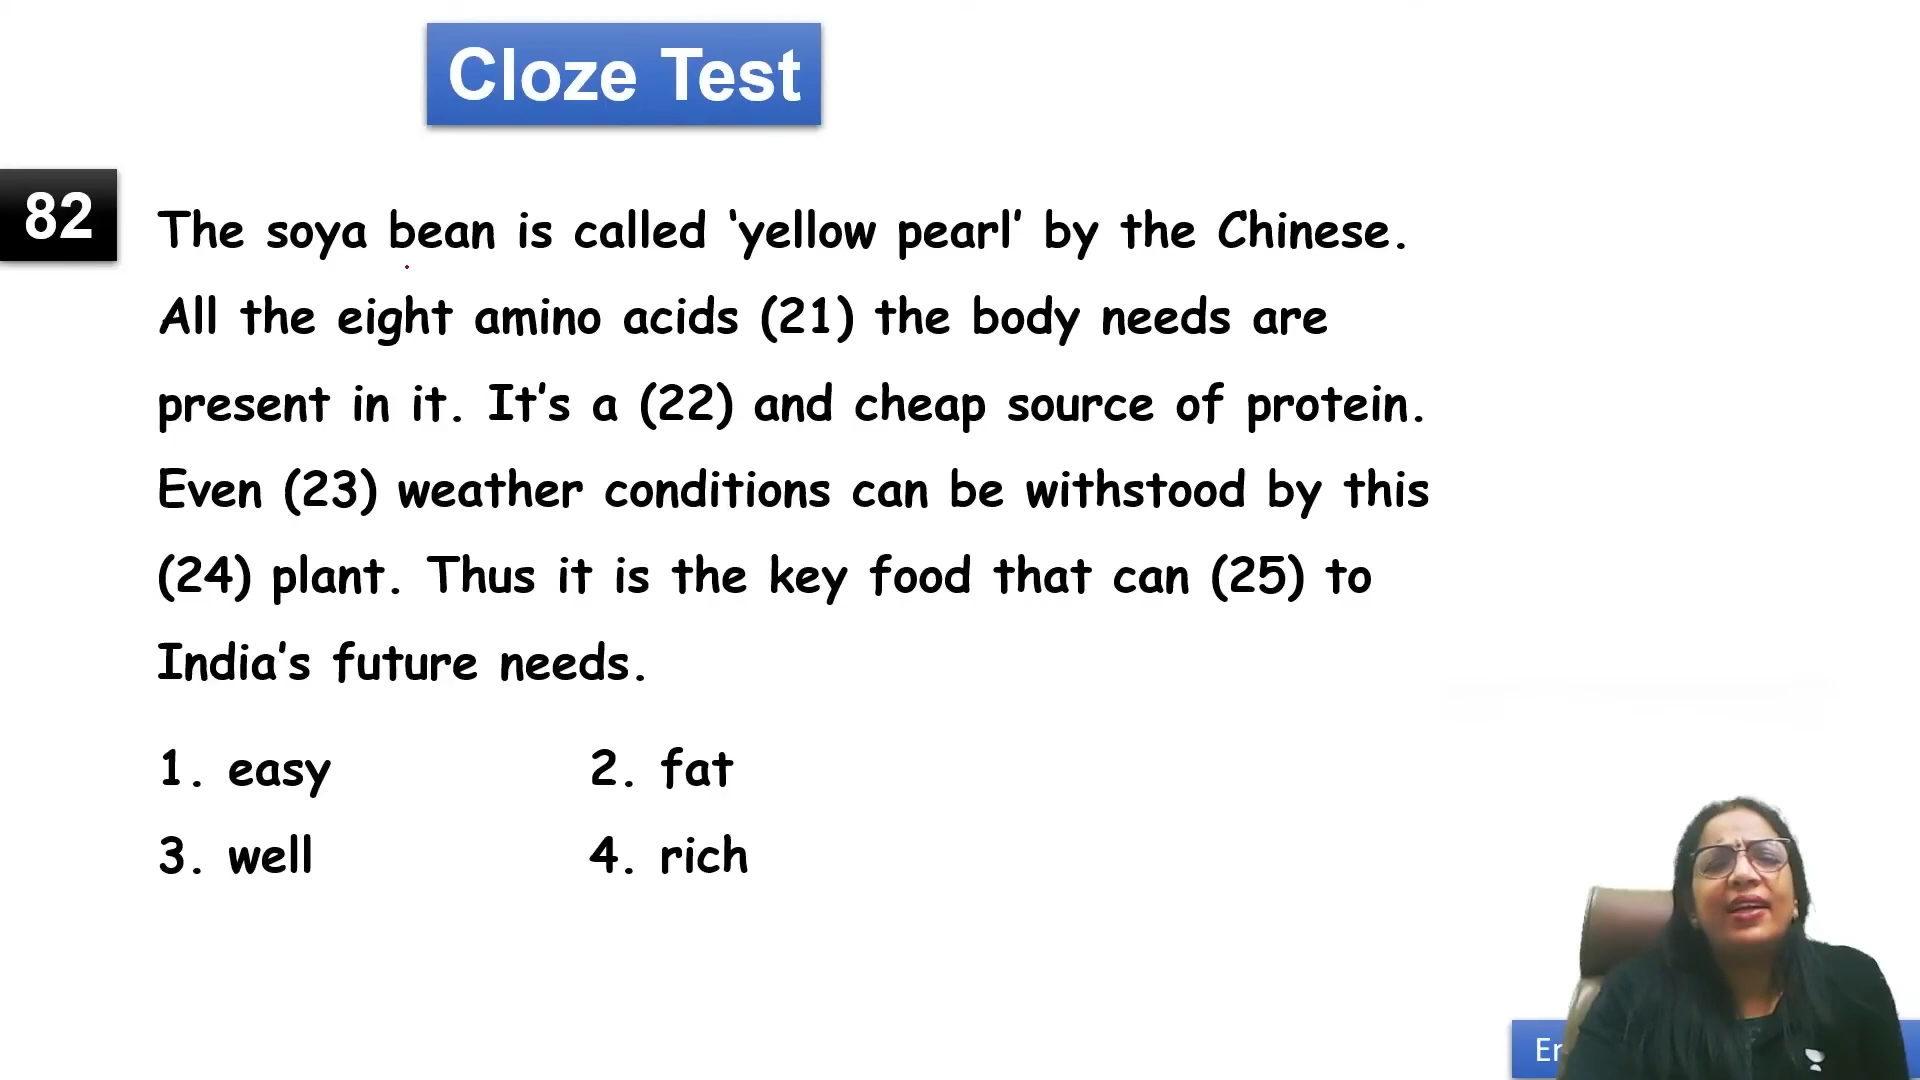 Cloze Test
82
The soya bean is called ‘yellow pearl’ by the Chinese.
All the eight amino acids (21) the body needs are
present in it. It’s a (22) and cheap source of protein.
Even (23) weather conditions can be withstood by this
(24) plant. Thus it is the key food that can (25) to
India’s future needs.
1. easy 2. fat
3. well 4. rich